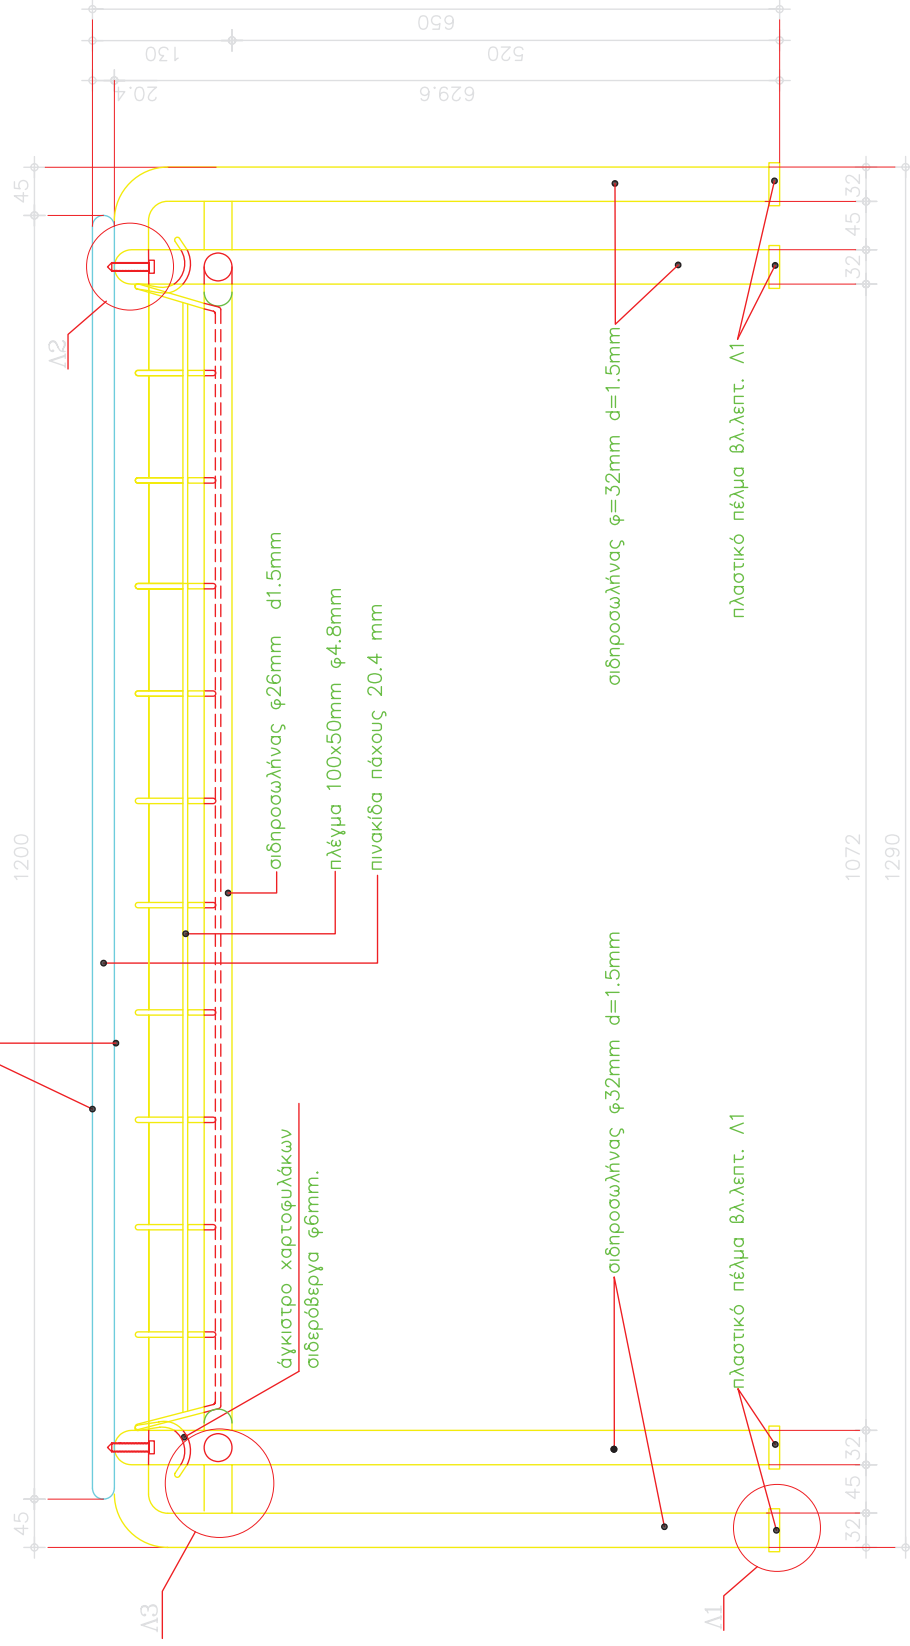 650
130
520
20.4
629.6
45
1200
45
Λ2
σιδηροσωλήνας φ26mm d1.5mm
πλέγμα 100x50mm φ4.8mm
πινακίδα πάχους 20.4 mm
άγκιστρο χαρτοφυλάκων
σιδερόβεργα φ6mm.
Λ3
σιδηροσωλήνας φ32mm d=1.5mm
σιδηροσωλήνας φ=32mm d=1.5mm
πλαστικό πέλμα βλ.λεπτ. Λ1
πλαστικό πέλμα βλ.λεπτ. Λ1
Λ1
32
45
32
1072
32
45
32
1290